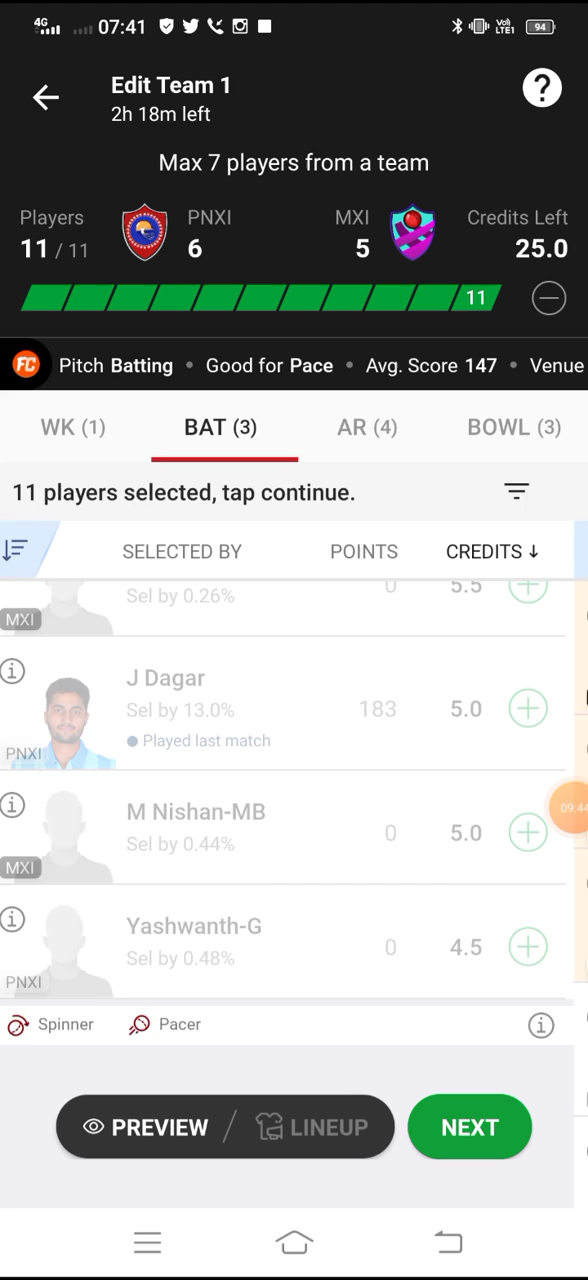 4G 07:41 Vo) LTE1 94
Edit Team 1
2h 18m left
?
Max 7 players from a team
Players PNXI MXI Credits Left
11 / 11 6 5 25.0
11
FC Pitch Batting • Good for Pace • Avg. Score 147 • Venue
WK (1) BAT (3) AR (4) BOWL (3)
11 players selected, tap continue.
SELECTED BY POINTS CREDITS ↓
Sel by 0.26% 0 5.5
MXI
J Dagar
Sel by 13.0% 183 5.0
Played last match
PNXI
M Nishan-MB
Sel by 0.44% 0 5.0
MXI
Yashwanth-G
Sel by 0.48% 0 4.5
PNXI
09:44
Spinner Pacer
PREVIEW / LINEUP NEXT